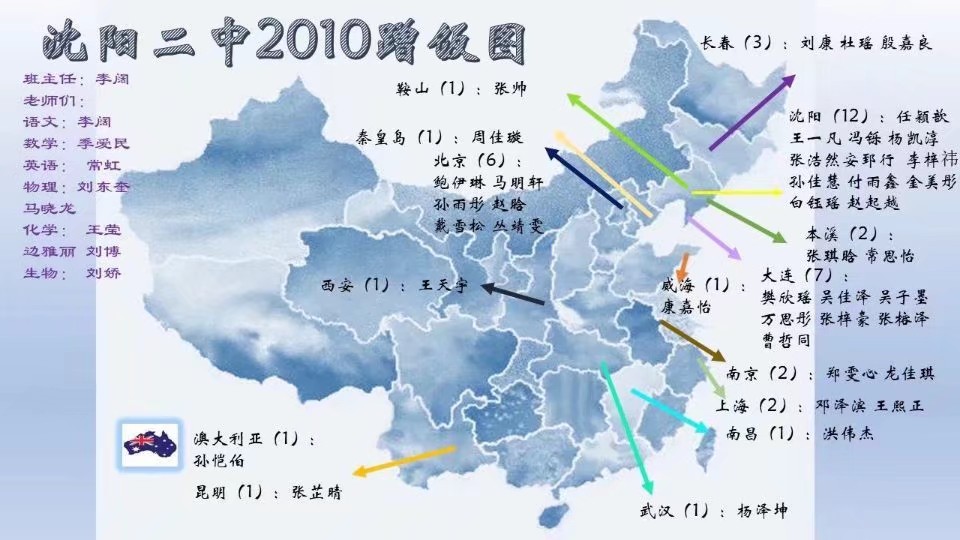 沈阳二中2010蹭饭图
班主任：李阔
老师们：
语文：李阔
数学：季爱民
英语：常虹
物理：刘东奎
马晓龙
化学：王莹
边雅丽 刘博
生物：刘娇
长春（3）：刘康 杜瑶 殷嘉良
鞍山（1）：张帅
沈阳（12）：任颖歆
王一凡 冯铄 杨凯淳
张浩然 安郅行 李梓祎
孙佳慧 付雨鑫 金美彤
白钰瑶 赵起越
秦皇岛（1）：周佳璇
北京（6）：
鲍伊琳 马明轩
孙雨彤 赵晗
戴雪松 丛靖雯
本溪（2）：
张琪晗 常思怡
西安（1）：王天宇
威海（1）：
康嘉怡
大连（7）：
樊欣瑶 吴佳泽 吴子墨
万思彤 张梓豪 张榕泽
曹哲同
南京（2）：郑雯心 龙佳琪
上海（2）：邓泽滨 王熙正
南昌（1）：洪伟杰
澳大利亚（1）：
孙恺伯
昆明（1）：张芷晴
武汉（1）：杨泽坤